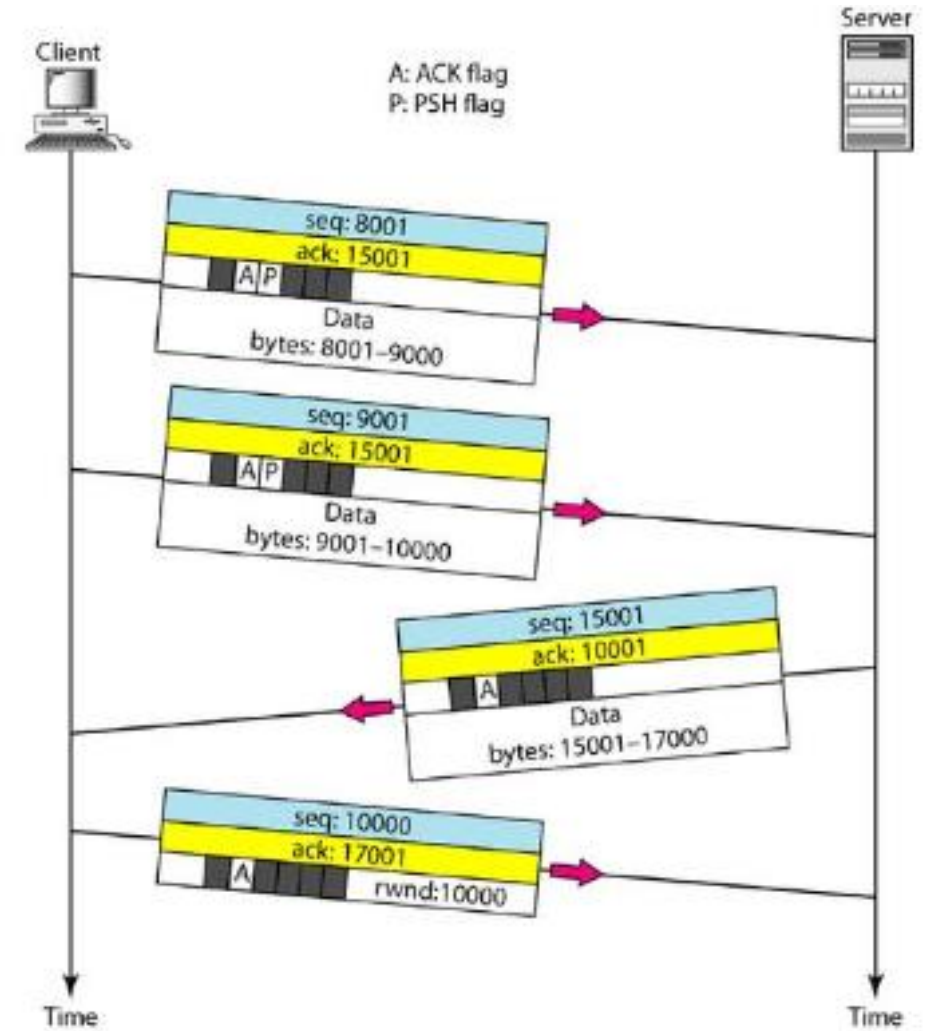 Client
Server
A: ACK flag
P: PSH flag
seq: 8001
ack: 15001
A P
Data
bytes: 8001–9000
seq: 9001
ack: 15001
A P
Data
bytes: 9001–10000
seq: 15001
ack: 10001
A
Data
bytes: 15001–17000
seq: 10000
ack: 17001
A
rwnd:10000
Time
Time